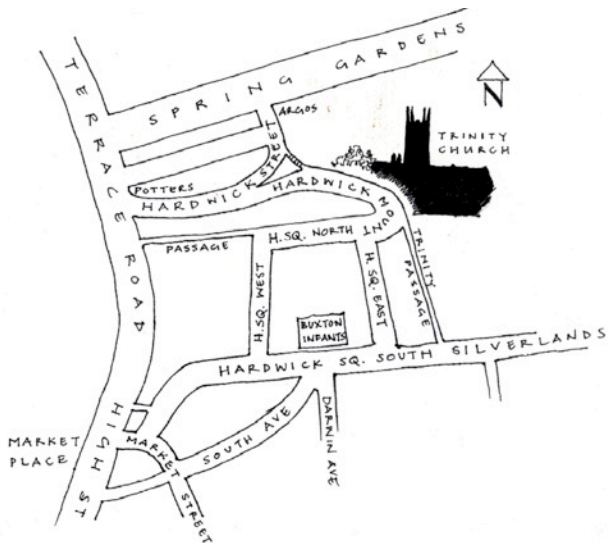 SPRING GARDENS
TERRACE ROAD
ARGOS
N
TRINITY
CHURCH
POTTERS
HARDWICK STREET
HARDWICK MOUNT
H. SQ. NORTH
PASSAGE
TRINITY
PASSAGE
H. SQ. WEST
H. SQ. EAST
BUXTON
INFANTS
HARDWICK SQ. SOUTH
SILVERLANDS
HIGH ST
MARKET
PLACE
MARKET STREET
SOUTH AVE
DARWIN AVE